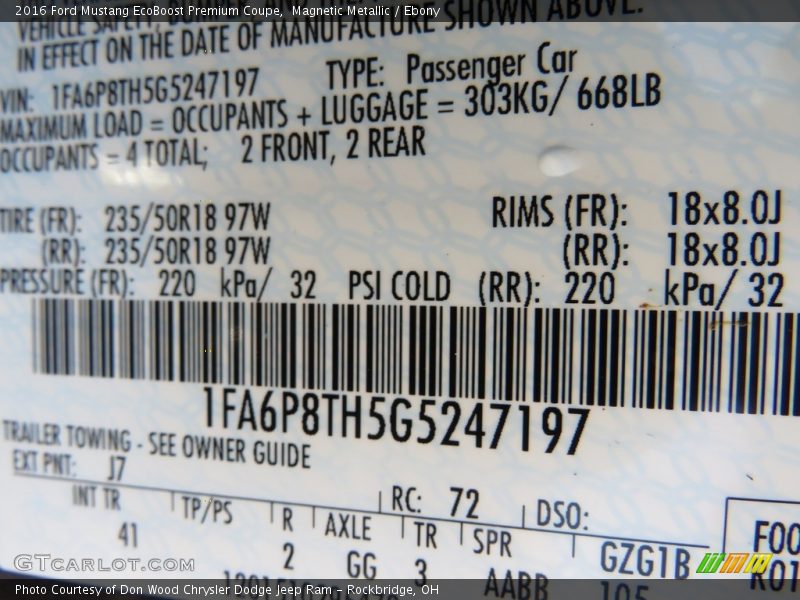 2016 Ford Mustang EcoBoost Premium Coupe, Magnetic Metallic / Ebony
VEHICLE SAFETY, SHOWN ABOVE.
IN EFFECT ON THE DATE OF MANUFACTURE
VIN: 1FA6P8TH5G5247197 TYPE: Passenger Car
MAXIMUM LOAD = OCCUPANTS + LUGGAGE = 303KG/ 668LB
OCCUPANTS = 4 TOTAL; 2 FRONT, 2 REAR
TIRE (FR): 235/50R18 97W RIMS (FR): 18x8.0J
(RR): 235/50R18 97W (RR): 18x8.0J
PRESSURE (FR): 220 kPa/ 32 PSI COLD (RR): 220 kPa/ 32
1FA6P8TH5G5247197
TRAILER TOWING - SEE OWNER GUIDE
EXT PNT: J7 RC: 72 DSO:
INT TR TP/PS R AXLE TR SPR GZG1B F00
41 2 GG 3 AABB 105 R01
GTCARLOT.COM
Photo Courtesy of Don Wood Chrysler Dodge Jeep Ram - Rockbridge, OH